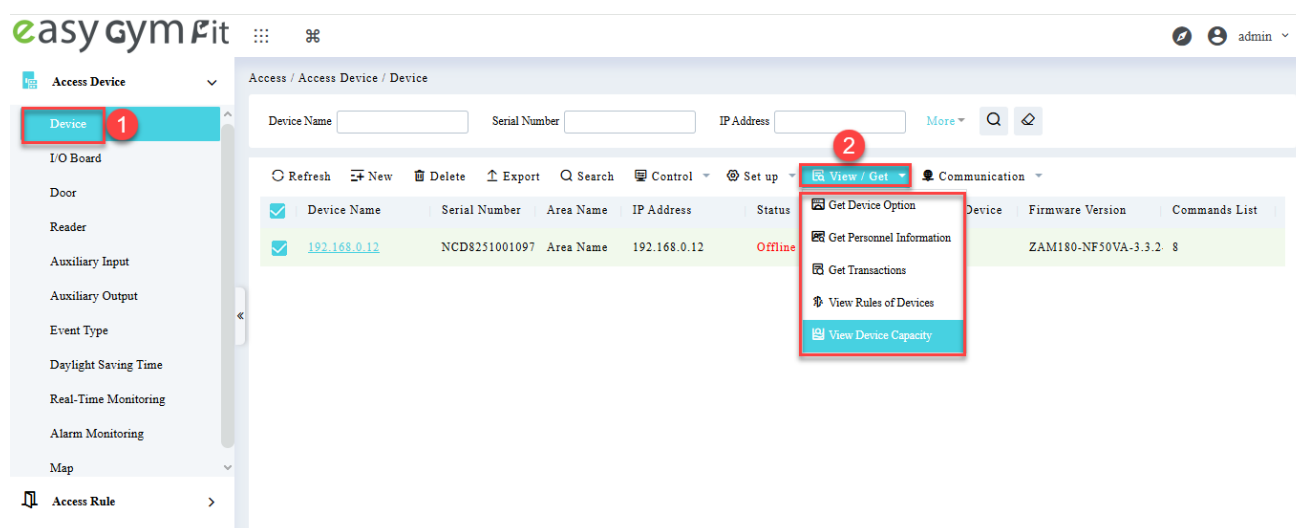 easy Gym Fit
admin
Access Device
Access / Access Device / Device
Device
1
Device Name
Serial Number
IP Address
More
2
I/O Board
Refresh
New
Delete
Export
Search
Control
Set up
View / Get
Communication
Door
Device Name
Serial Number
Area Name
IP Address
Status
Get Device Option
Device
Firmware Version
Commands List
Reader
192.168.0.12
NCD8251001097
Area Name
192.168.0.12
Offline
Get Personnel Information
ZAM180-NF50VA-3.3.2-
8
Auxiliary Input
Get Transactions
Auxiliary Output
View Rules of Devices
Event Type
View Device Capacity
Daylight Saving Time
Real-Time Monitoring
Alarm Monitoring
Map
Access Rule